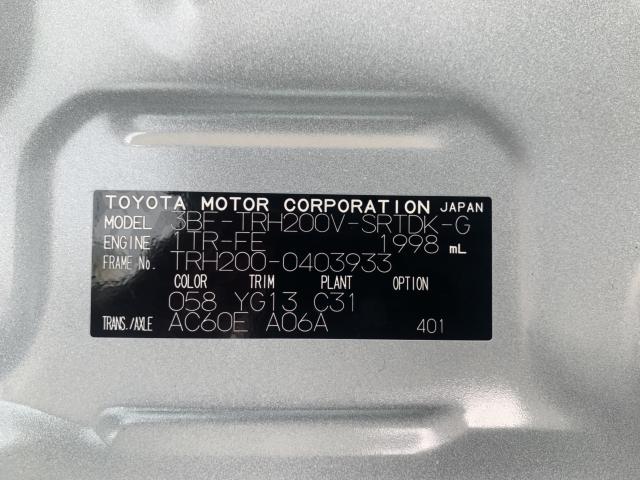 TOYOTA MOTOR CORPORATION JAPAN
MODEL 3BF-TRH200V-SRTDK-G
ENGINE 1TR-FE 1998 mL
FRAME No. TRH200-0403933
COLOR TRIM PLANT OPTION
058 YG13 C31
TRANS./AXLE AC60E A06A 401